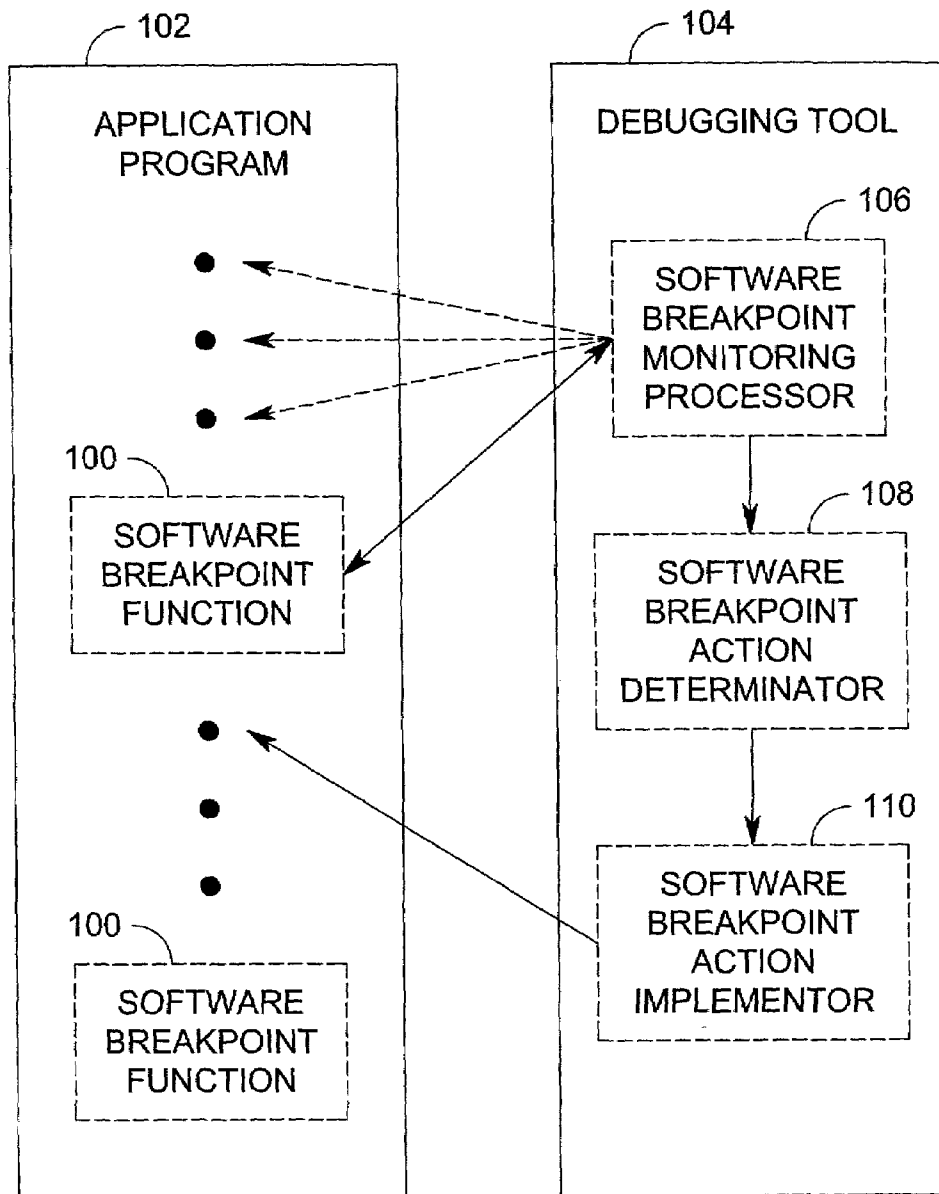 102
APPLICATION
PROGRAM
100
SOFTWARE
BREAKPOINT
FUNCTION
100
SOFTWARE
BREAKPOINT
FUNCTION
104
DEBUGGING TOOL
106
SOFTWARE
BREAKPOINT
MONITORING
PROCESSOR
108
SOFTWARE
BREAKPOINT
ACTION
DETERMINATOR
110
SOFTWARE
BREAKPOINT
ACTION
IMPLEMENTOR